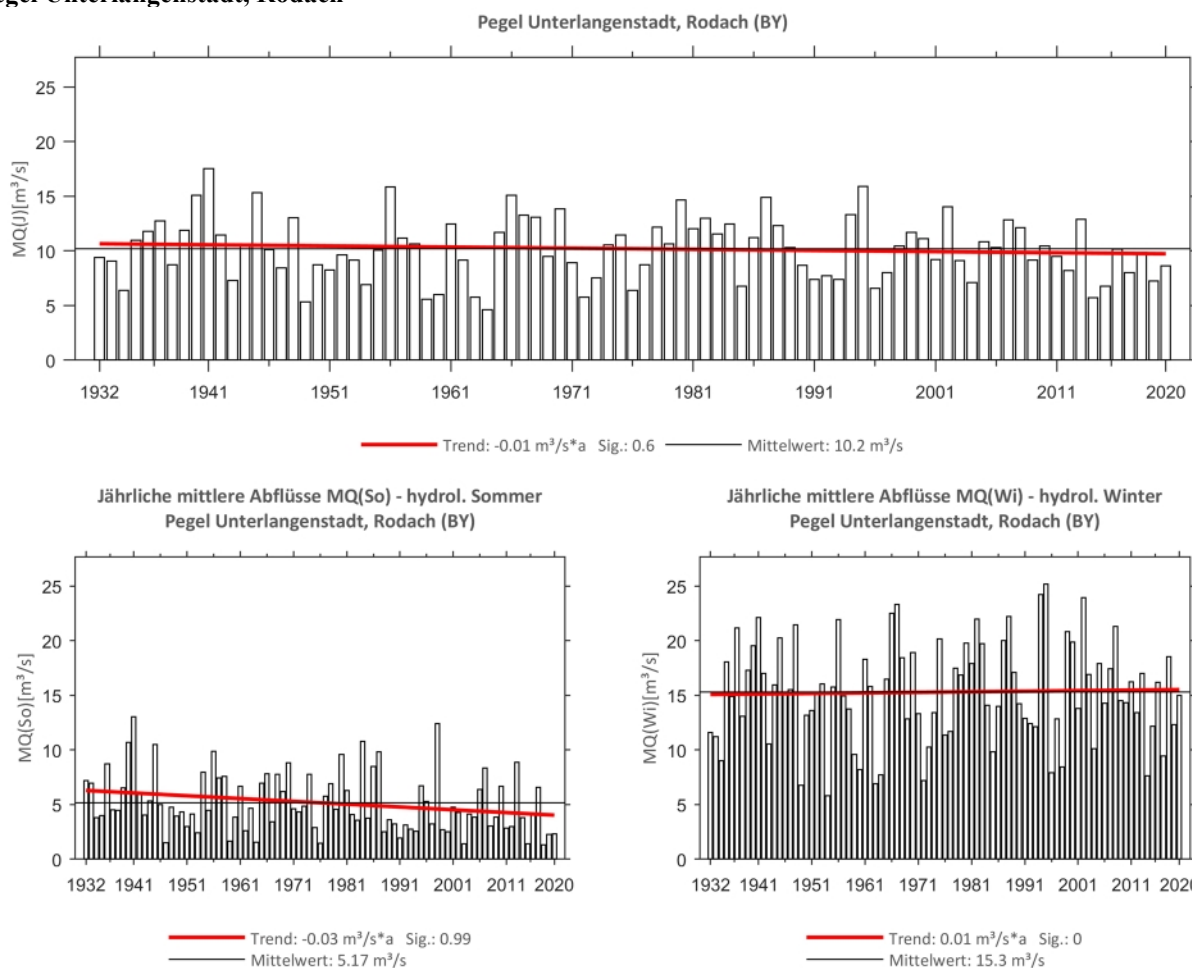 Pegel Unterlangenstadt, Rodach
Pegel Unterlangenstadt, Rodach (BY)
MQ(J)[m³/s]
25
20
15
10
5
0
1932 1941 1951 1961 1971 1981 1991 2001 2011 2020
Trend: -0.01 m³/s*a Sig.: 0.6 Mittelwert: 10.2 m³/s
Jährliche mittlere Abflüsse MQ(So) - hydrol. Sommer
Pegel Unterlangenstadt, Rodach (BY)
MQ(So)[m³/s]
25
20
15
10
5
0
1932 1941 1951 1961 1971 1981 1991 2001 2011 2020
Trend: -0.03 m³/s*a Sig.: 0.99
Mittelwert: 5.17 m³/s
Jährliche mittlere Abflüsse MQ(Wi) - hydrol. Winter
Pegel Unterlangenstadt, Rodach (BY)
MQ(Wi)[m³/s]
25
20
15
10
5
0
1932 1941 1951 1961 1971 1981 1991 2001 2011 2020
Trend: 0.01 m³/s*a Sig.: 0
Mittelwert: 15.3 m³/s